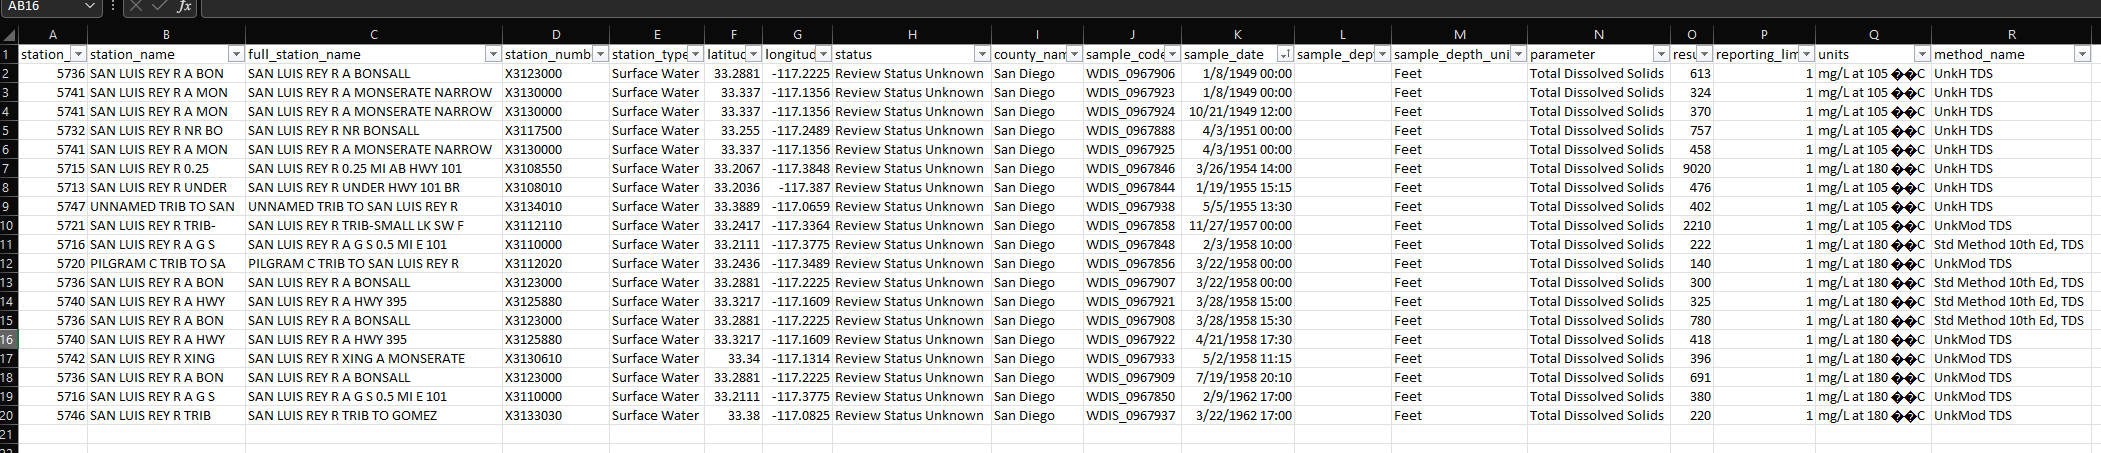 AB16 fx
A B C D E F G H I J K L M N O P Q R
1 station_ station_name full_station_name station_numb station_type latitud longitud status county_nam sample_code sample_date sample_dept sample_depth_uni parameter resu reporting_lim units method_name
2 5736 SAN LUIS REY R A BON SAN LUIS REY R A BONSALL X3123000 Surface Water 33.2881 -117.2225 Review Status Unknown San Diego WDIS_0967906 1/8/1949 00:00 Feet Total Dissolved Solids 613 1 mg/L at 105 ��C UnkH TDS
3 5741 SAN LUIS REY R A MON SAN LUIS REY R A MONSERATE NARROW X3130000 Surface Water 33.337 -117.1356 Review Status Unknown San Diego WDIS_0967923 1/8/1949 00:00 Feet Total Dissolved Solids 324 1 mg/L at 105 ��C UnkH TDS
4 5741 SAN LUIS REY R A MON SAN LUIS REY R A MONSERATE NARROW X3130000 Surface Water 33.337 -117.1356 Review Status Unknown San Diego WDIS_0967924 10/21/1949 12:00 Feet Total Dissolved Solids 370 1 mg/L at 105 ��C UnkH TDS
5 5732 SAN LUIS REY R NR BO SAN LUIS REY R NR BONSALL X3117500 Surface Water 33.255 -117.2489 Review Status Unknown San Diego WDIS_0967888 4/3/1951 00:00 Feet Total Dissolved Solids 757 1 mg/L at 105 ��C UnkH TDS
6 5741 SAN LUIS REY R A MON SAN LUIS REY R A MONSERATE NARROW X3130000 Surface Water 33.337 -117.1356 Review Status Unknown San Diego WDIS_0967925 4/3/1951 00:00 Feet Total Dissolved Solids 458 1 mg/L at 105 ��C UnkH TDS
7 5715 SAN LUIS REY R 0.25 SAN LUIS REY R 0.25 MI AB HWY 101 X3108550 Surface Water 33.2067 -117.3848 Review Status Unknown San Diego WDIS_0967846 3/26/1954 14:00 Feet Total Dissolved Solids 9020 1 mg/L at 180 ��C UnkH TDS
8 5713 SAN LUIS REY R UNDER SAN LUIS REY R UNDER HWY 101 BR X3108010 Surface Water 33.2036 -117.387 Review Status Unknown San Diego WDIS_0967844 1/19/1955 15:15 Feet Total Dissolved Solids 476 1 mg/L at 105 ��C UnkH TDS
9 5747 UNNAMED TRIB TO SAN UNNAMED TRIB TO SAN LUIS REY R X3134010 Surface Water 33.3889 -117.0659 Review Status Unknown San Diego WDIS_0967938 5/5/1955 13:30 Feet Total Dissolved Solids 402 1 mg/L at 105 ��C UnkH TDS
10 5721 SAN LUIS REY R TRIB- SAN LUIS REY R TRIB-SMALL LK SW F X3112110 Surface Water 33.2417 -117.3364 Review Status Unknown San Diego WDIS_0967858 11/27/1957 00:00 Feet Total Dissolved Solids 2210 1 mg/L at 105 ��C UnkMod TDS
11 5716 SAN LUIS REY R A G S SAN LUIS REY R A G S 0.5 MI E 101 X3110000 Surface Water 33.2111 -117.3775 Review Status Unknown San Diego WDIS_0967848 2/3/1958 10:00 Feet Total Dissolved Solids 222 1 mg/L at 180 ��C Std Method 10th Ed, TDS
12 5720 PILGRAM C TRIB TO SA PILGRAM C TRIB TO SAN LUIS REY R X3112020 Surface Water 33.2436 -117.3489 Review Status Unknown San Diego WDIS_0967856 3/22/1958 00:00 Feet Total Dissolved Solids 140 1 mg/L at 180 ��C UnkMod TDS
13 5736 SAN LUIS REY R A BON SAN LUIS REY R A BONSALL X3123000 Surface Water 33.2881 -117.2225 Review Status Unknown San Diego WDIS_0967907 3/22/1958 00:00 Feet Total Dissolved Solids 300 1 mg/L at 180 ��C Std Method 10th Ed, TDS
14 5740 SAN LUIS REY R A HWY SAN LUIS REY R A HWY 395 X3125880 Surface Water 33.3217 -117.1609 Review Status Unknown San Diego WDIS_0967921 3/28/1958 15:00 Feet Total Dissolved Solids 325 1 mg/L at 180 ��C Std Method 10th Ed, TDS
15 5736 SAN LUIS REY R A BON SAN LUIS REY R A BONSALL X3123000 Surface Water 33.2881 -117.2225 Review Status Unknown San Diego WDIS_0967908 3/28/1958 15:30 Feet Total Dissolved Solids 780 1 mg/L at 180 ��C Std Method 10th Ed, TDS
16 5740 SAN LUIS REY R A HWY SAN LUIS REY R A HWY 395 X3125880 Surface Water 33.3217 -117.1609 Review Status Unknown San Diego WDIS_0967922 4/21/1958 17:30 Feet Total Dissolved Solids 418 1 mg/L at 180 ��C UnkMod TDS
17 5742 SAN LUIS REY R XING SAN LUIS REY R XING A MONSERATE X3130610 Surface Water 33.34 -117.1314 Review Status Unknown San Diego WDIS_0967933 5/2/1958 11:15 Feet Total Dissolved Solids 396 1 mg/L at 180 ��C UnkMod TDS
18 5736 SAN LUIS REY R A BON SAN LUIS REY R A BONSALL X3123000 Surface Water 33.2881 -117.2225 Review Status Unknown San Diego WDIS_0967909 7/19/1958 20:10 Feet Total Dissolved Solids 691 1 mg/L at 180 ��C UnkMod TDS
19 5716 SAN LUIS REY R A G S SAN LUIS REY R A G S 0.5 MI E 101 X3110000 Surface Water 33.2111 -117.3775 Review Status Unknown San Diego WDIS_0967850 2/9/1962 17:00 Feet Total Dissolved Solids 380 1 mg/L at 180 ��C UnkMod TDS
20 5746 SAN LUIS REY R TRIB SAN LUIS REY R TRIB TO GOMEZ X3133030 Surface Water 33.38 -117.0825 Review Status Unknown San Diego WDIS_0967937 3/22/1962 17:00 Feet Total Dissolved Solids 220 1 mg/L at 180 ��C UnkMod TDS
21